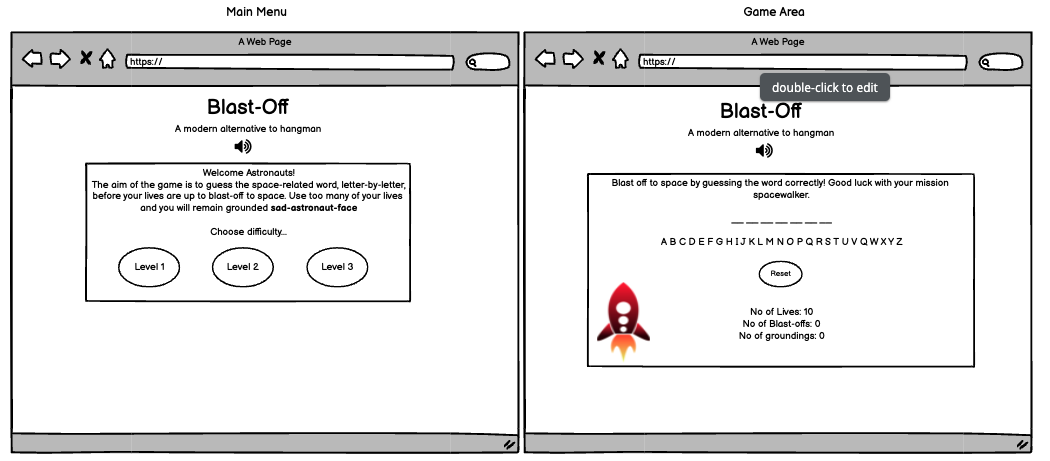 Main Menu
A Web Page
https://
Blast-Off
A modern alternative to hangman
Welcome Astronauts!
The aim of the game is to guess the space-related word, letter-by-letter,
before your lives are up to blast-off to space. Use too many of your lives
and you will remain grounded sad-astronaut-face
Choose difficulty...
Level 1
Level 2
Level 3
Game Area
A Web Page
https://
double-click to edit
Blast-Off
A modern alternative to hangman
Blast off to space by guessing the word correctly! Good luck with your mission
spacewalker.
_ _ _ _ _ _ _
A B C D E F G H I J K L M N O P Q R S T U V Q W X Y Z
Reset
No of Lives: 10
No of Blast-offs: 0
No of groundings: 0